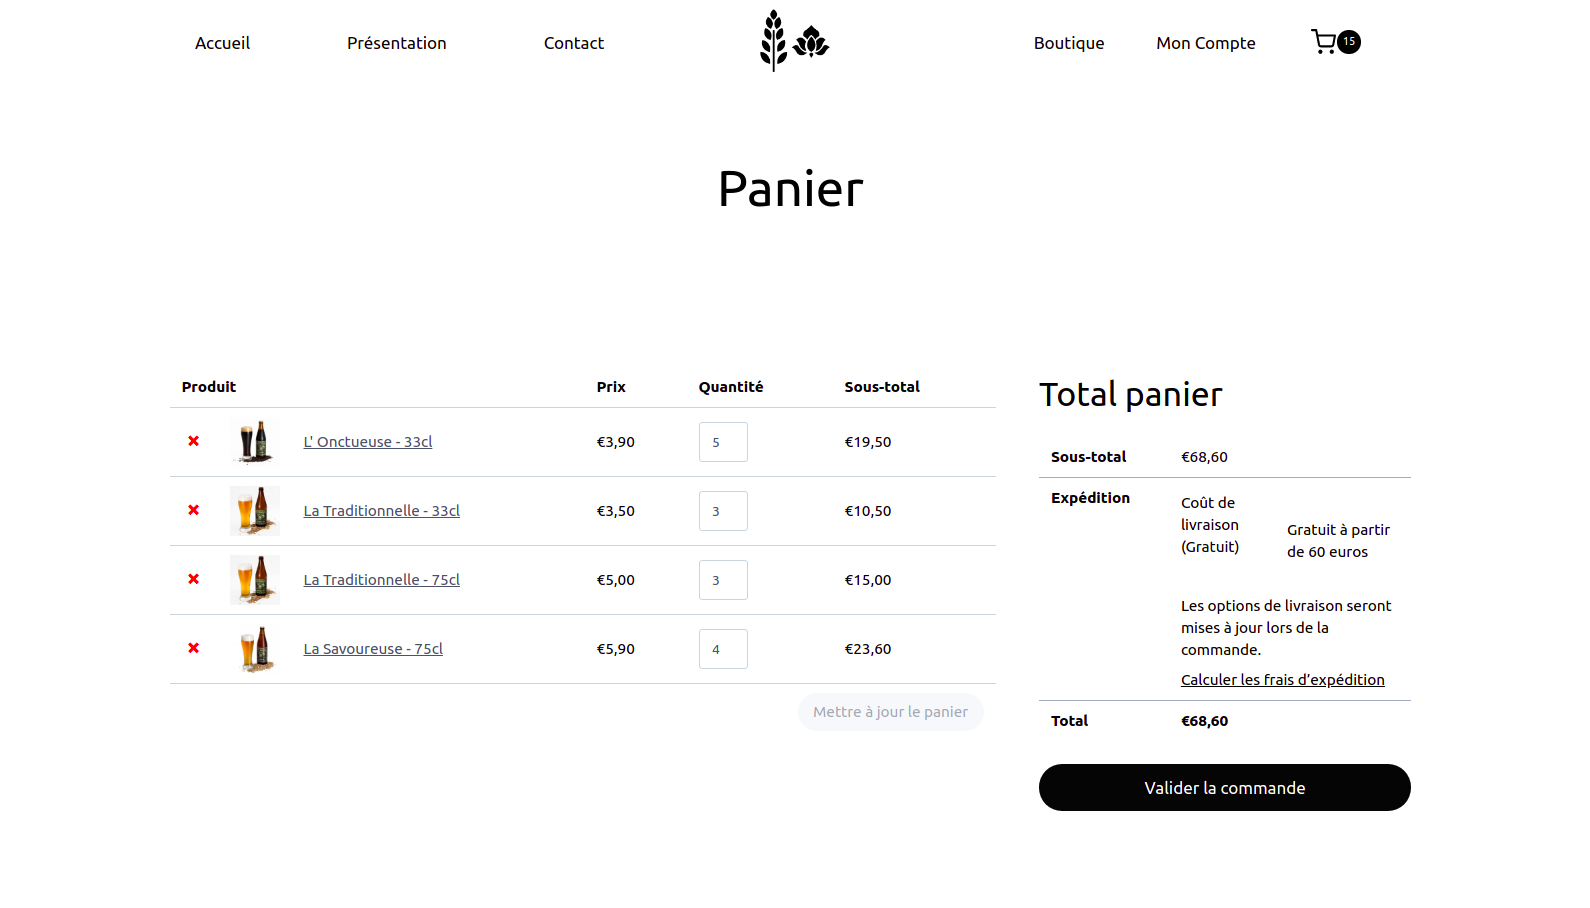 Accueil Présentation Contact Boutique Mon Compte 15
Panier
Produit Prix Quantité Sous-total
L' Onctueuse - 33cl €3,90 5 €19,50
La Traditionnelle - 33cl €3,50 3 €10,50
La Traditionnelle - 75cl €5,00 3 €15,00
La Savoureuse - 75cl €5,90 4 €23,60
Mettre à jour le panier
Total panier
Sous-total €68,60
Expédition
Coût de
livraison
(Gratuit)
Gratuit à partir
de 60 euros
Les options de livraison seront
mises à jour lors de la
commande.
Calculer les frais d’expédition
Total €68,60
Valider la commande